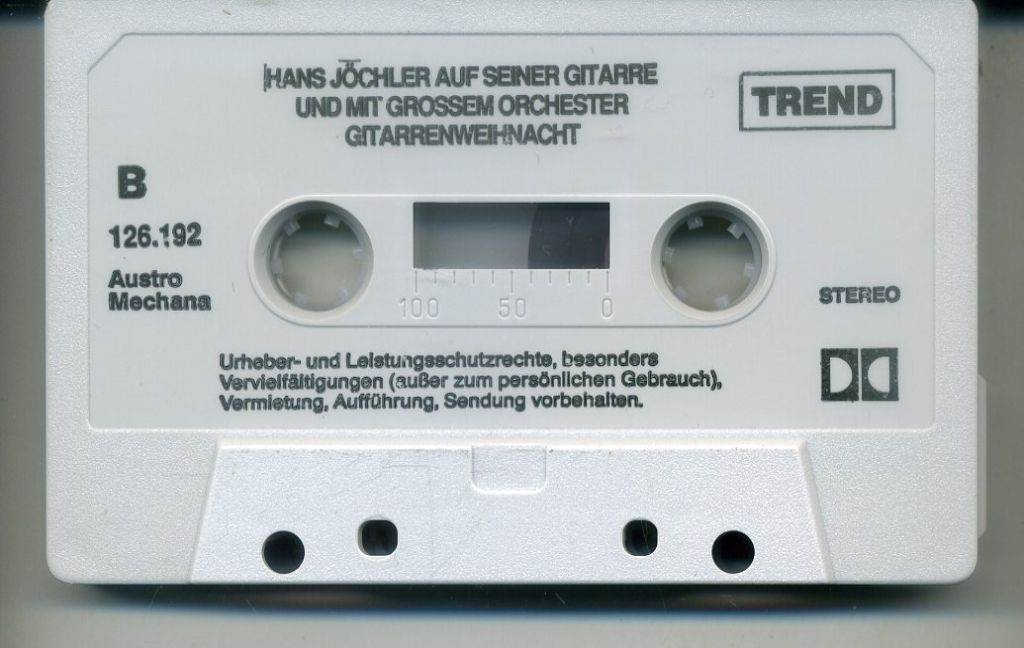 HANS JÖCHLER AUF SEINER GITARRE
UND MIT GROSSEM ORCHESTER
GITARRENWEIHNACHT
TREND
B
126.192
Austro
Mechana
100 50 0
STEREO
Urheber- und Leistungsschutzrechte, besonders
Vervielfältigungen (außer zum persönlichen Gebrauch),
Vermietung, Aufführung, Sendung vorbehalten.